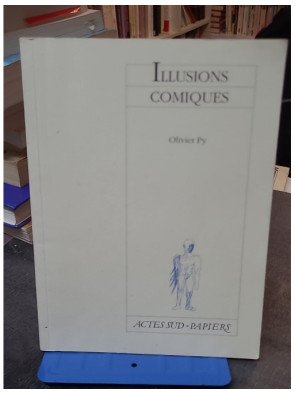 ILLUSIONS
COMIQUES
Olivier Py
ACTES SUD-PAPIERS